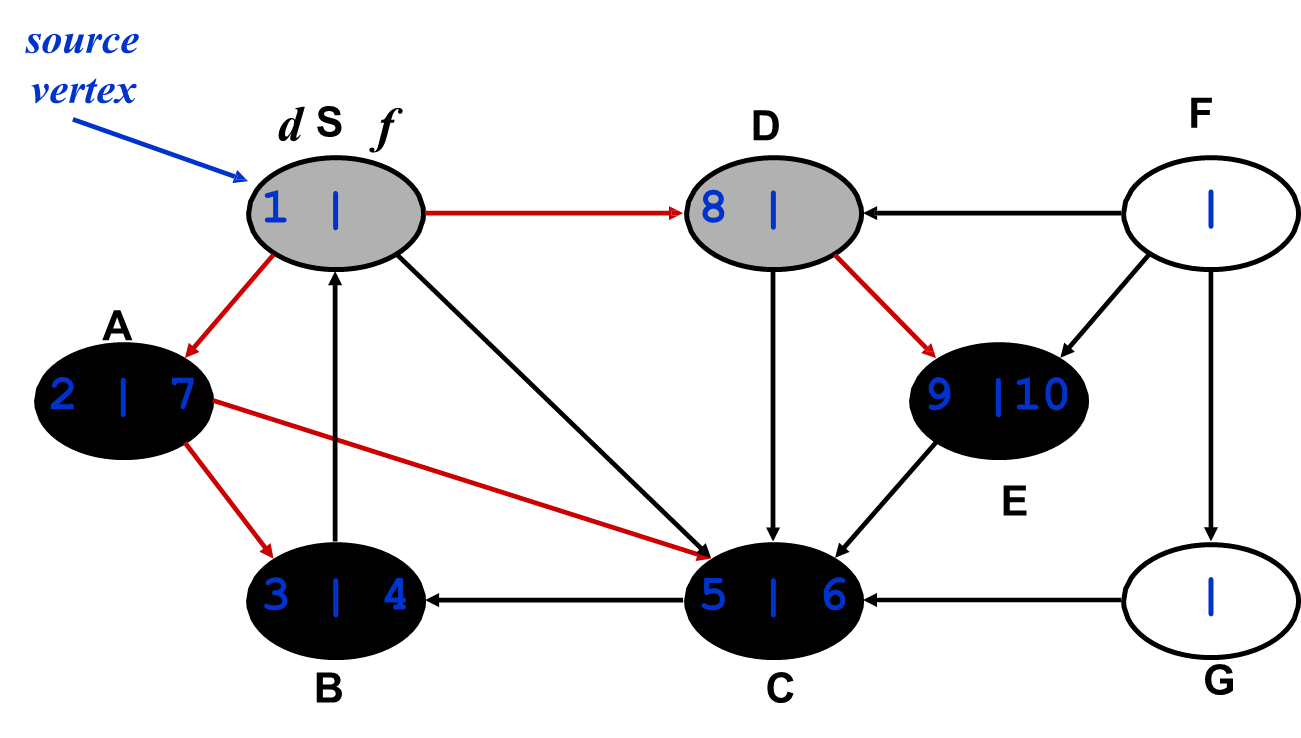 source
vertex
d S f
D
F
1 |
8 |
|
A
2 | 7
9 |10
E
3 | 4
5 | 6
|
B
C
G